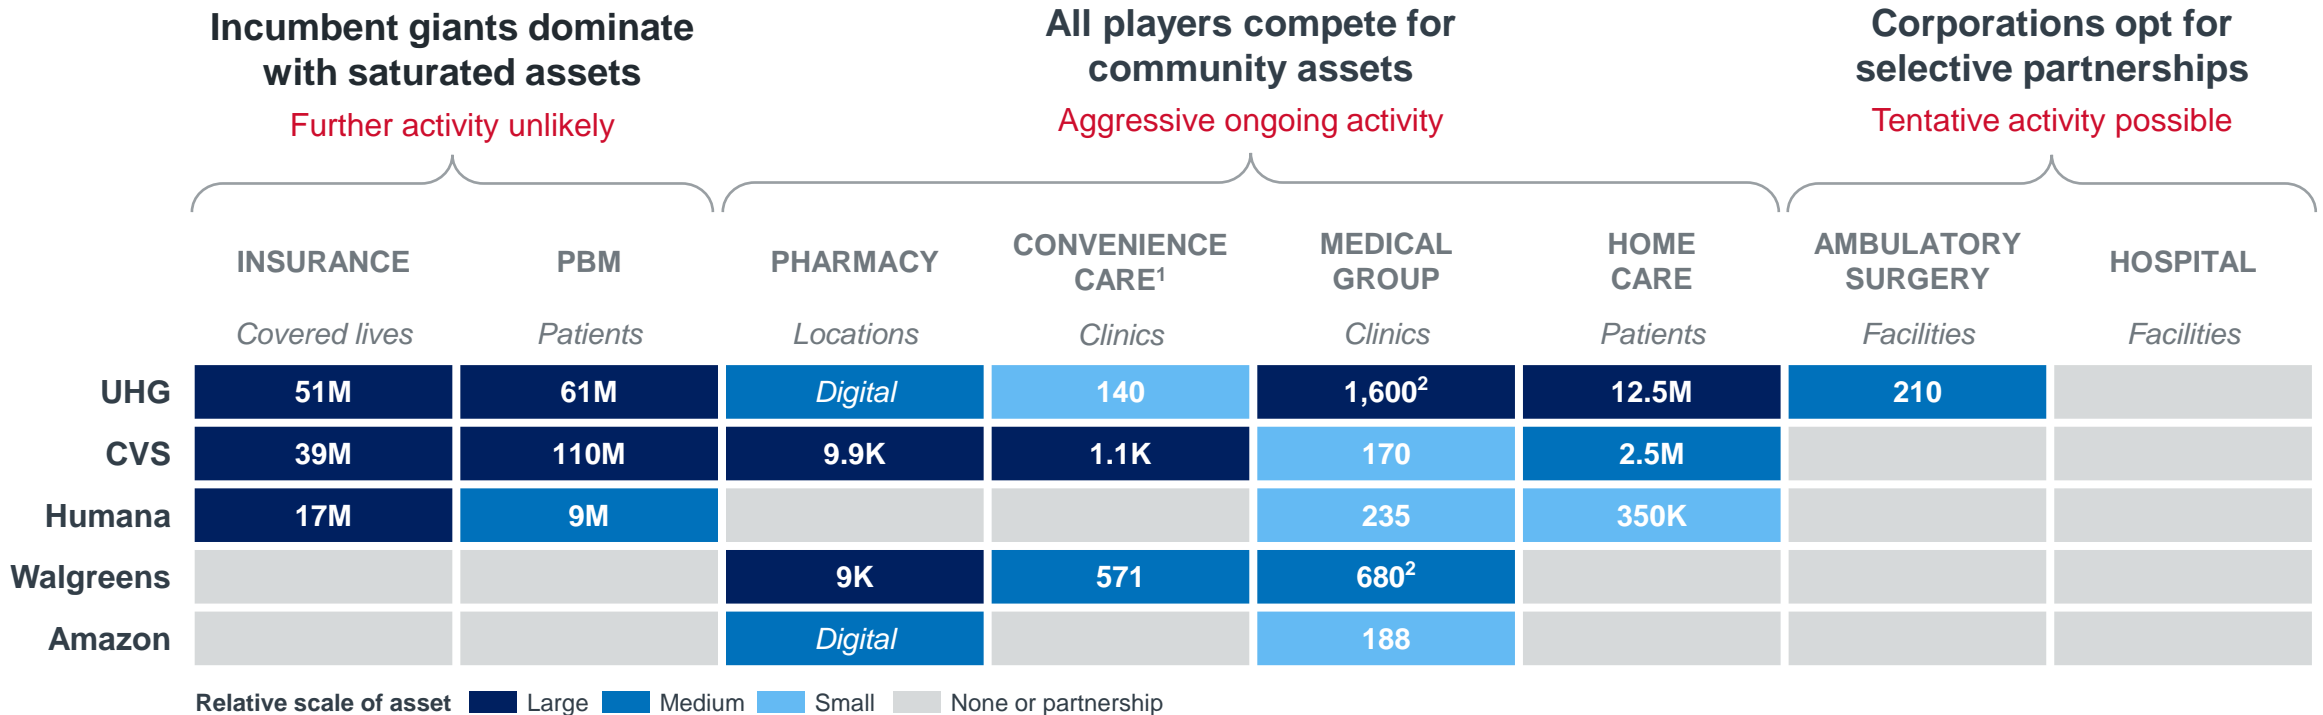 Incumbent giants dominate
with saturated assets
Further activity unlikely
All players compete for
community assets
Aggressive ongoing activity
Corporations opt for
selective partnerships
Tentative activity possible
INSURANCE
PBM
PHARMACY
CONVENIENCE
CARE¹
MEDICAL
GROUP
HOME
CARE
AMBULATORY
SURGERY
HOSPITAL
Covered lives
Patients
Locations
Clinics
Clinics
Patients
Facilities
Facilities
UHG 51M 61M Digital 140 1,600² 12.5M 210
CVS 39M 110M 9.9K 1.1K 170 2.5M
Humana 17M 9M 235 350K
Walgreens 9K 571 680²
Amazon Digital 188
Relative scale of asset Large Medium Small None or partnership